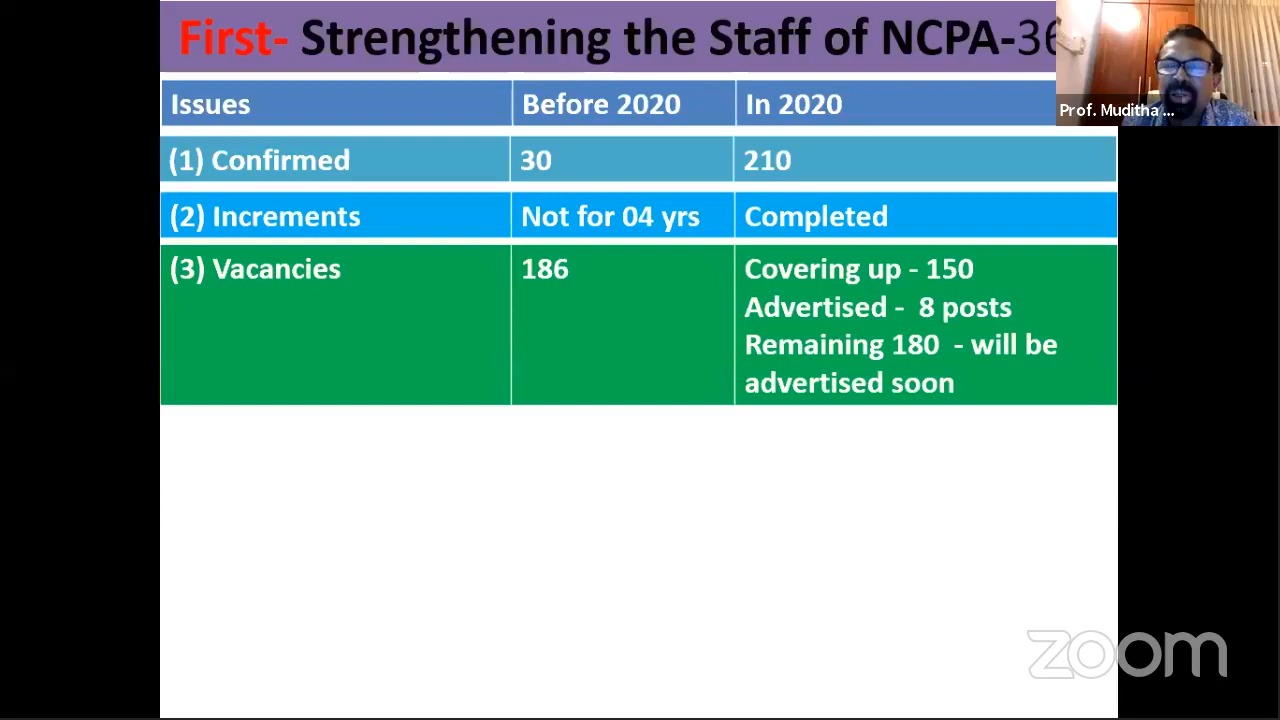 First- Strengthening the Staff of NCPA-36
Issues Before 2020 In 2020
(1) Confirmed 30 210
(2) Increments Not for 04 yrs Completed
(3) Vacancies 186 Covering up - 150
Advertised - 8 posts
Remaining 180 - will be
advertised soon
Prof. Muditha ...
zoom